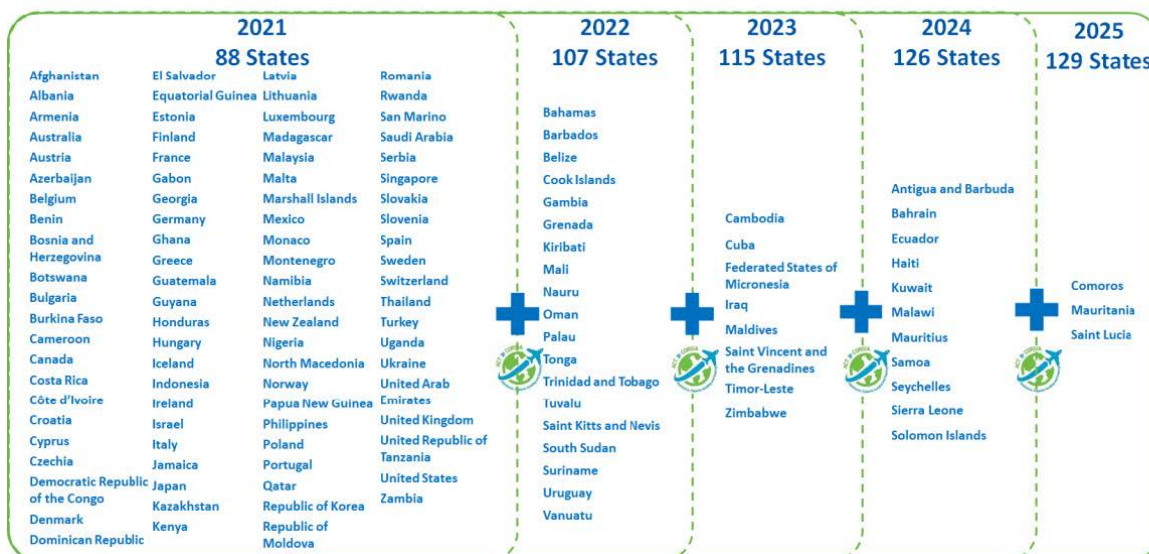 2021
88 States
Afghanistan
Albania
Armenia
Australia
Austria
Azerbaijan
Belgium
Benin
Bosnia and
Herzegovina
Botswana
Bulgaria
Burkina Faso
Cameroon
Canada
Costa Rica
Côte d'Ivoire
Croatia
Cyprus
Czechia
Democratic Republic
of the Congo
Denmark
Dominican Republic
El Salvador
Equatorial Guinea
Estonia
Finland
France
Gabon
Georgia
Germany
Ghana
Greece
Guatemala
Guyana
Honduras
Hungary
Iceland
Indonesia
Ireland
Israel
Italy
Jamaica
Japan
Kazakhstan
Kenya
Latvia
Lithuania
Luxembourg
Madagascar
Malaysia
Malta
Marshall Islands
Mexico
Monaco
Montenegro
Namibia
Netherlands
New Zealand
Nigeria
North Macedonia
Norway
Papua New Guinea
Philippines
Poland
Portugal
Qatar
Republic of Korea
Republic of
Moldova
Romania
Rwanda
San Marino
Saudi Arabia
Serbia
Singapore
Slovakia
Slovenia
Spain
Sweden
Switzerland
Thailand
Turkey
Uganda
Ukraine
United Arab
Emirates
United Kingdom
United Republic of
Tanzania
United States
Zambia
2022
107 States
Bahamas
Barbados
Belize
Cook Islands
Gambia
Grenada
Kiribati
Mali
Nauru
Oman
Palau
Tonga
Trinidad and Tobago
Tuvalu
Saint Kitts and Nevis
South Sudan
Suriname
Uruguay
Vanuatu
2023
115 States
Cambodia
Cuba
Federated States of
Micronesia
Iraq
Maldives
Saint Vincent and
the Grenadines
Timor-Leste
Zimbabwe
2024
126 States
Antigua and Barbuda
Bahrain
Ecuador
Haiti
Kuwait
Malawi
Mauritius
Samoa
Seychelles
Sierra Leone
Solomon Islands
2025
129 States
Comoros
Mauritania
Saint Lucia